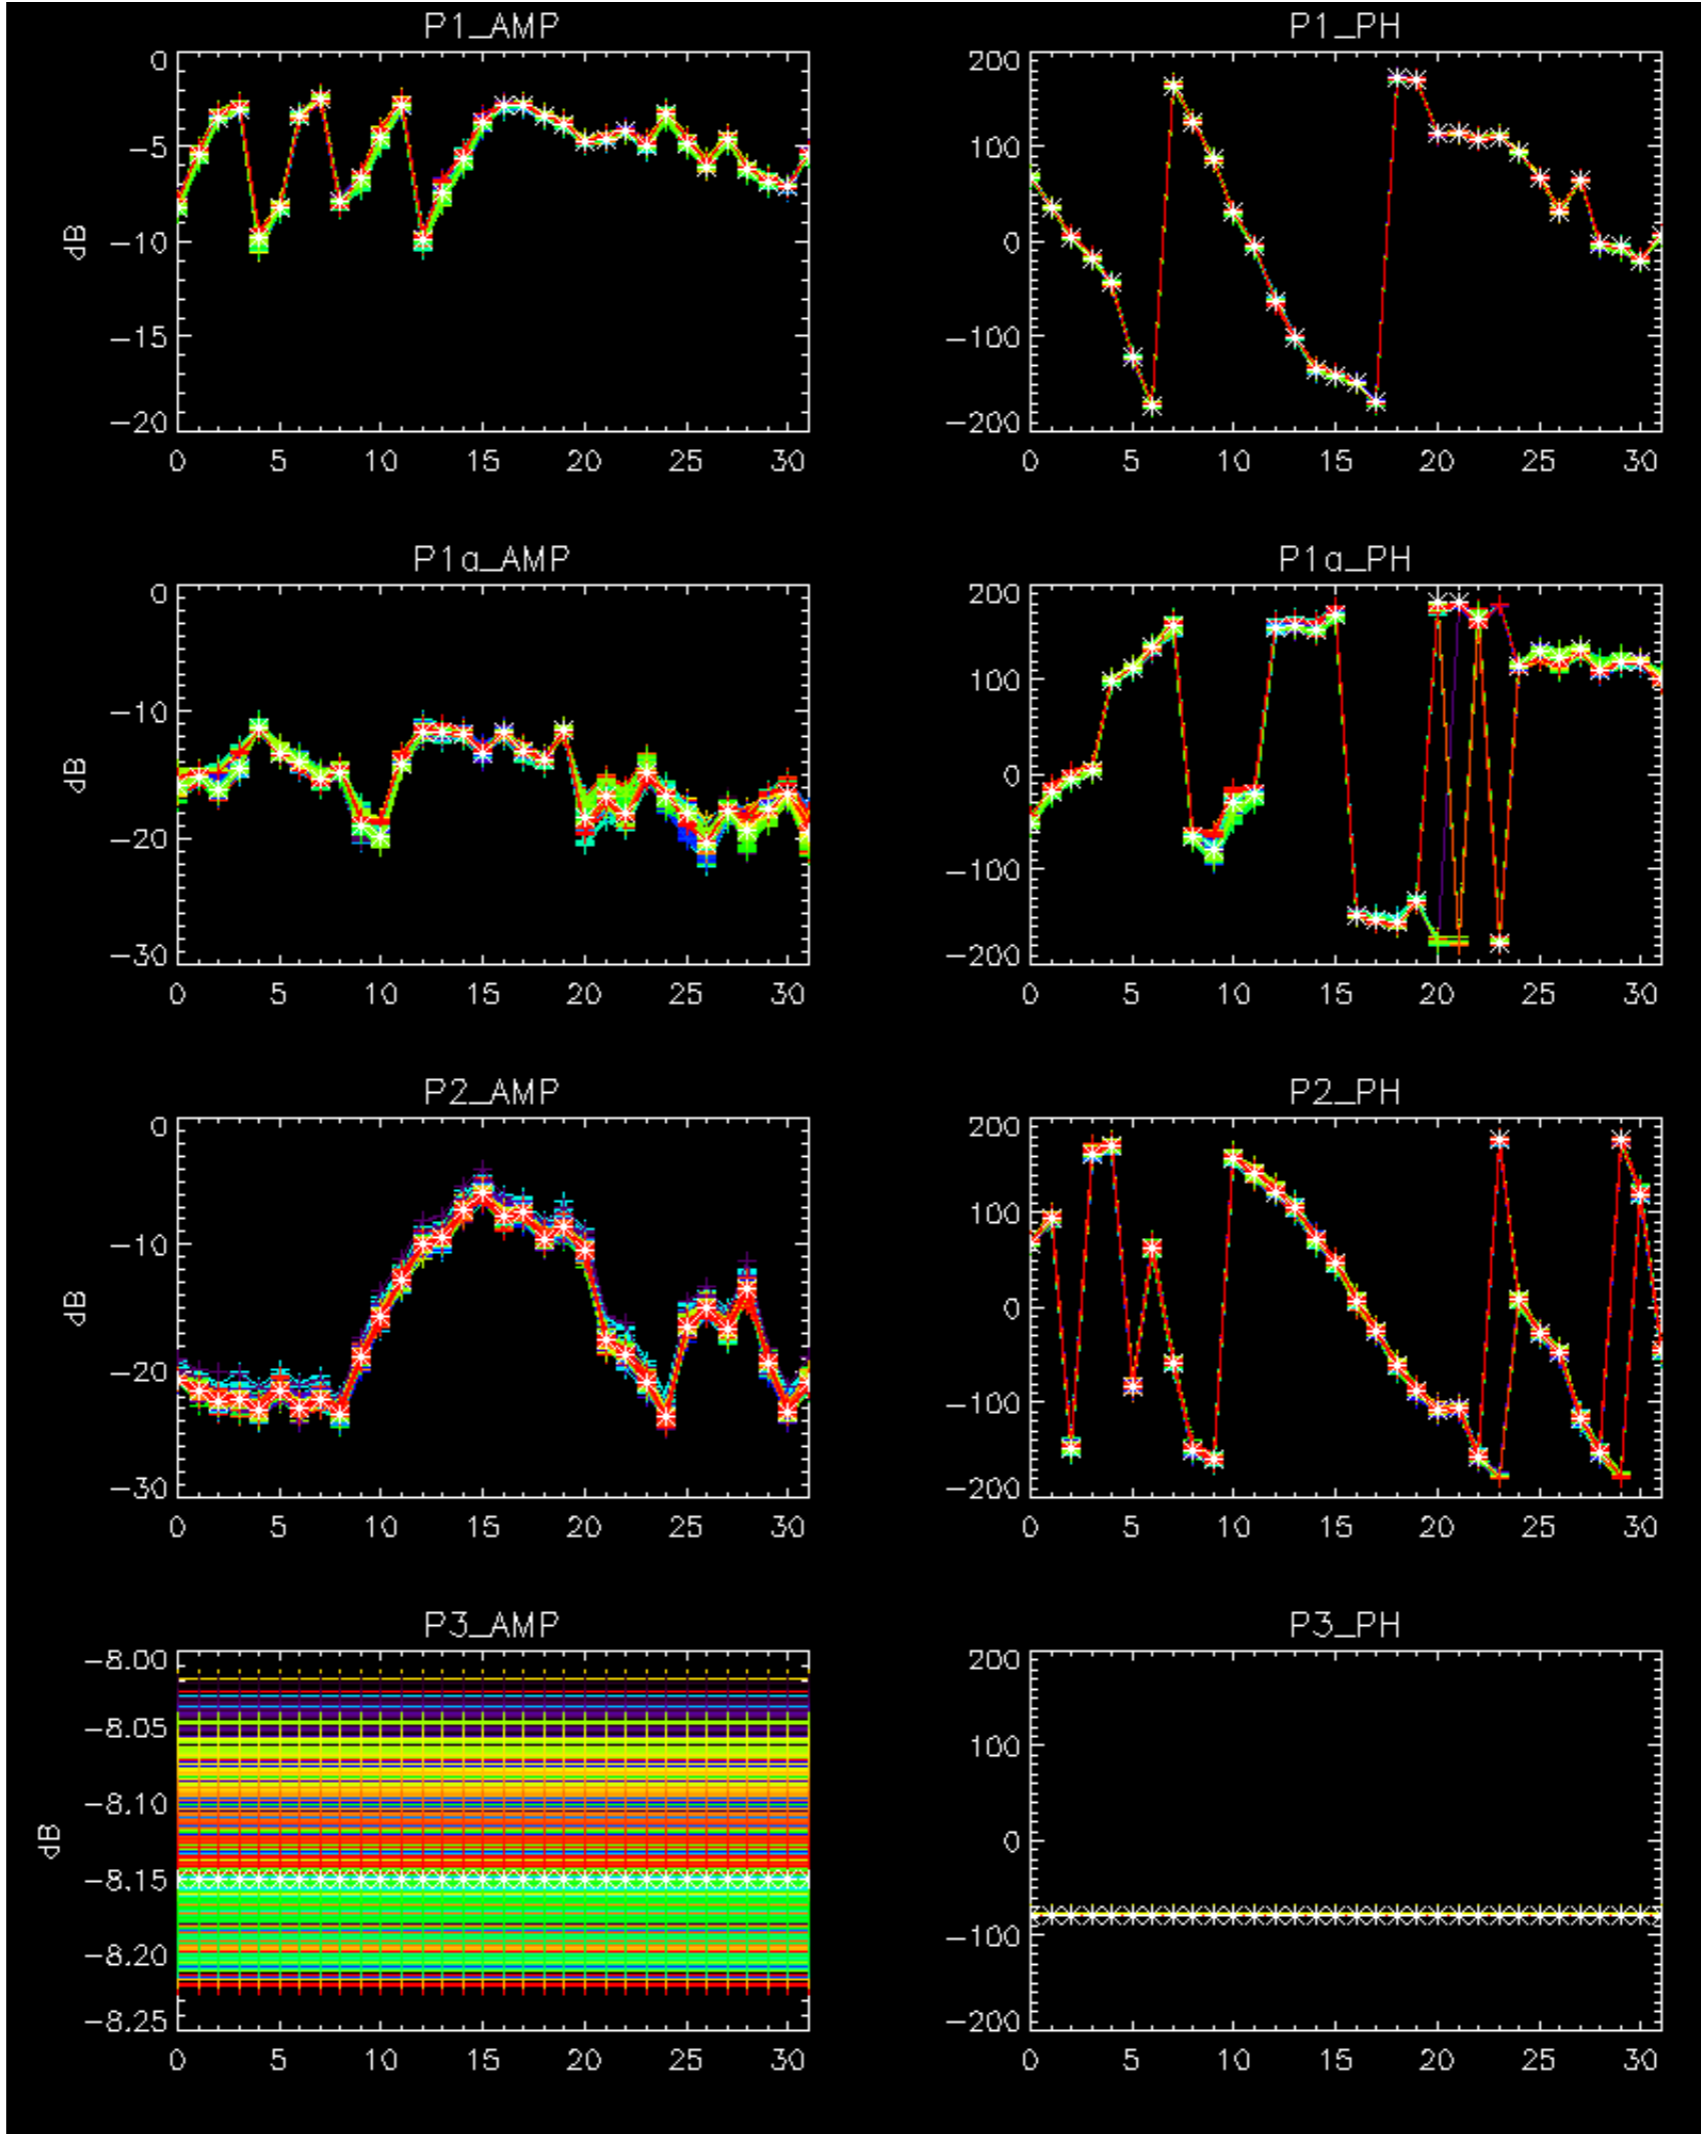 P1_AMP P1_PH
0 200
-5 100
dB -10 0
-15 -100
-20 -200
0 5 10 15 20 25 30 0 5 10 15 20 25 30
P1a_AMP P1a_PH
0 200
-10 100
dB 0
-20 -100
-30 -200
0 5 10 15 20 25 30 0 5 10 15 20 25 30
P2_AMP P2_PH
0 200
-10 100
dB 0
-20 -100
-30 -200
0 5 10 15 20 25 30 0 5 10 15 20 25 30
P3_AMP P3_PH
-8.00 200
-8.05 100
-8.10
dB 0
-8.15
-8.20 -100
-8.25 -200
0 5 10 15 20 25 30 0 5 10 15 20 25 30